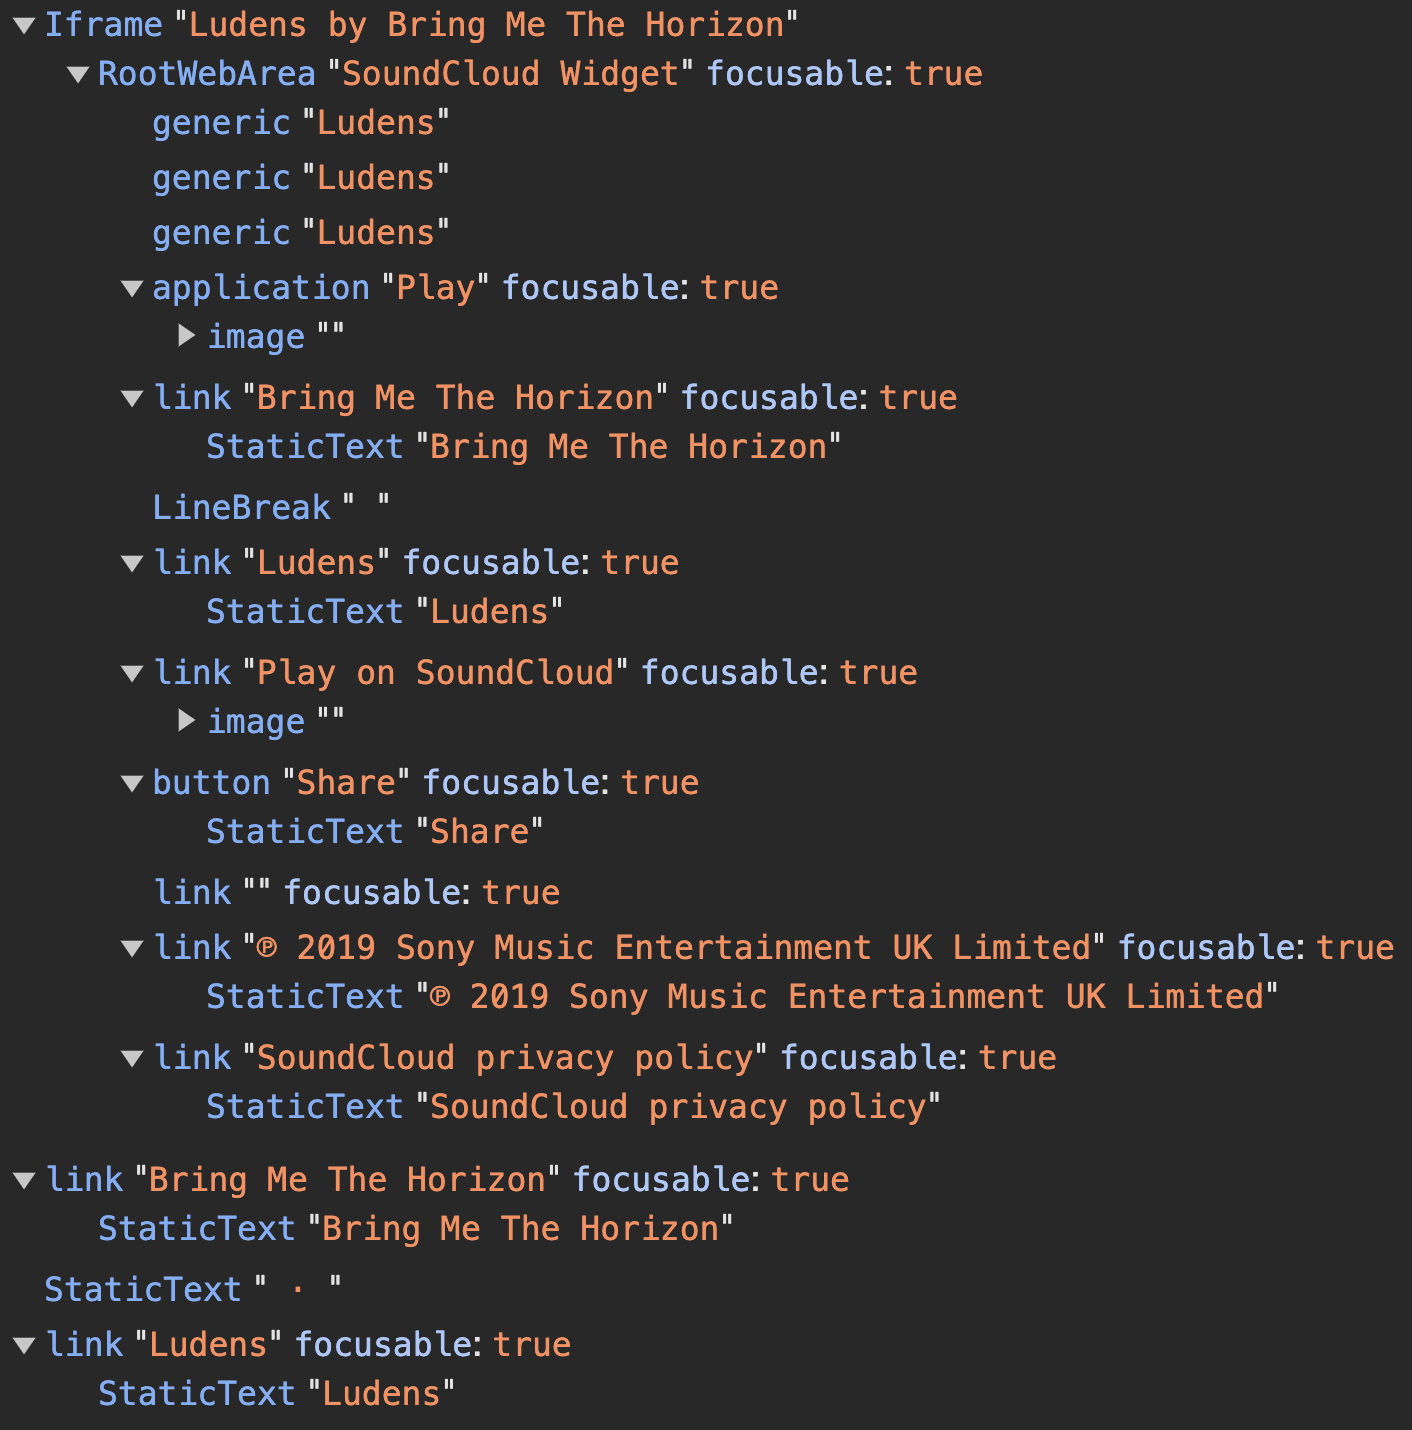 Iframe "Ludens by Bring Me The Horizon"
RootWebArea "SoundCloud Widget" focusable: true
generic "Ludens"
generic "Ludens"
generic "Ludens"
application "Play" focusable: true
image ""
link "Bring Me The Horizon" focusable: true
StaticText "Bring Me The Horizon"
LineBreak " "
link "Ludens" focusable: true
StaticText "Ludens"
link "Play on SoundCloud" focusable: true
image ""
button "Share" focusable: true
StaticText "Share"
link "" focusable: true
link "℗ 2019 Sony Music Entertainment UK Limited" focusable: true
StaticText "℗ 2019 Sony Music Entertainment UK Limited"
link "SoundCloud privacy policy" focusable: true
StaticText "SoundCloud privacy policy"
link "Bring Me The Horizon" focusable: true
StaticText "Bring Me The Horizon"
StaticText " · "
link "Ludens" focusable: true
StaticText "Ludens"